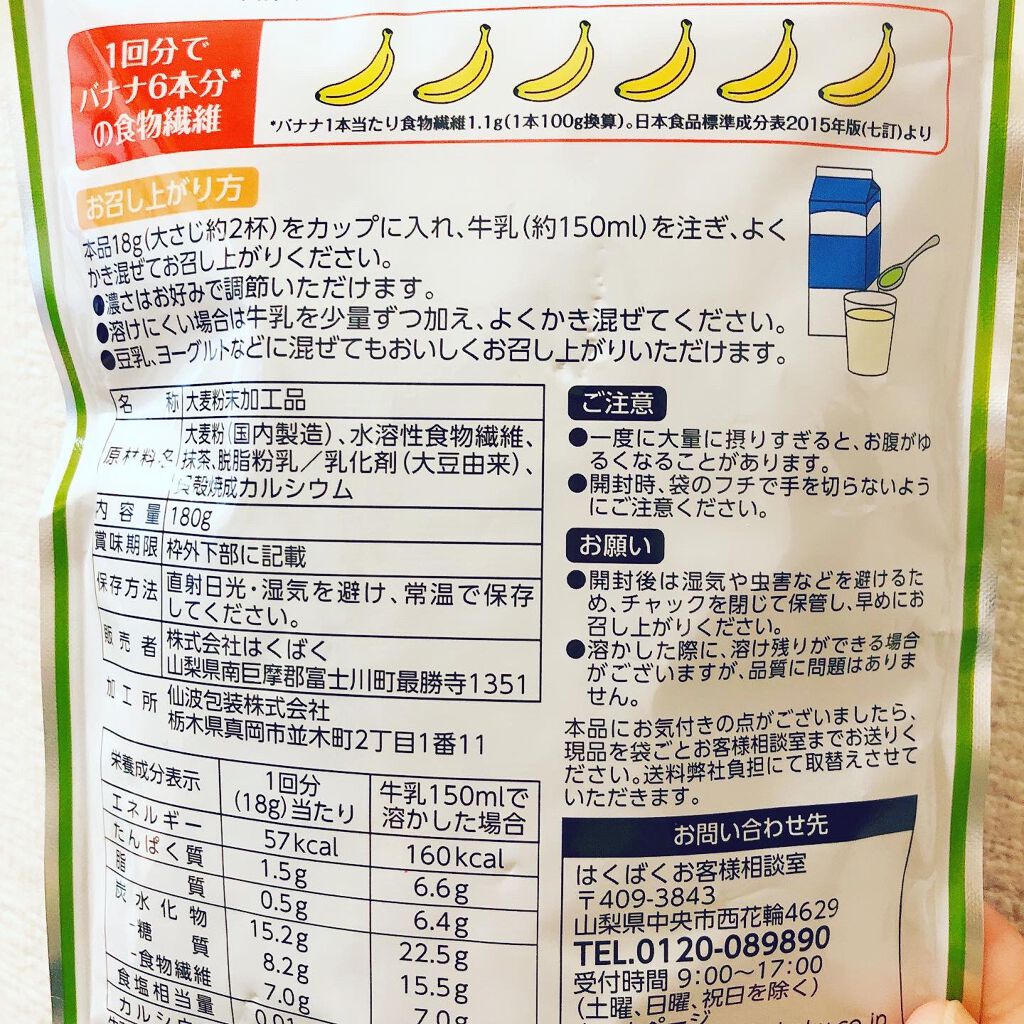 1回分で
バナナ6本分*
の食物繊維
*バナナ1本当たり食物繊維1.1g(1本100g換算)。日本食品標準成分表2015年版(七訂)より
お召し上がり方
本品18g(大さじ約2杯)をカップに入れ、牛乳(約150ml)を注ぎ、よく
かき混ぜてお召し上がりください。
●濃さはお好みで調節いただけます。
●溶けにくい場合は牛乳を少量ずつ加え、よくかき混ぜてください。
●豆乳、ヨーグルトなどに混ぜてもおいしくお召し上がりいただけます。
名 称 大麦粉末加工品
原材料名 大麦粉(国内製造)、水溶性食物繊維、
抹茶、脱脂粉乳/乳化剤(大豆由来)、
貝殻焼成カルシウム
内容量 180g
賞味期限 枠外下部に記載
保存方法 直射日光・湿気を避け、常温で保存
してください。
販売者 株式会社はくばく
山梨県南巨摩郡富士川町最勝寺1351
加工所 仙波包装株式会社
栃木県真岡市並木町2丁目1番11
栄養成分表示 1回分 牛乳150mlで
(18g)当たり 溶かした場合
エネルギー 57kcal 160kcal
たんぱく質 1.5g 6.6g
脂質 0.5g 6.4g
炭水化物 15.2g 22.5g
-糖質 8.2g 15.5g
-食物繊維 7.0g 7.0g
食塩相当量
カルシウム
ご注意
●一度に大量に摂りすぎると、お腹がゆ
るくなることがあります。
●開封時、袋のフチで手を切らないよう
にご注意ください。
お願い
●開封後は湿気や虫害などを避けるた
め、チャックを閉じて保管し、早めにお
召し上がりください。
●溶かした際に、溶け残りができる場合
がございますが、品質に問題はありま
せん。
本品にお気付きの点がございましたら、
現品を袋ごとお客様相談室までお送りく
ださい。送料弊社負担にて取替えさせて
いただきます。
お問い合わせ先
はくばくお客様相談室
〒409-3843
山梨県中央市西花輪4629
TEL.0120-089890
受付時間 9:00〜17:00
(土曜、日曜、祝日を除く)